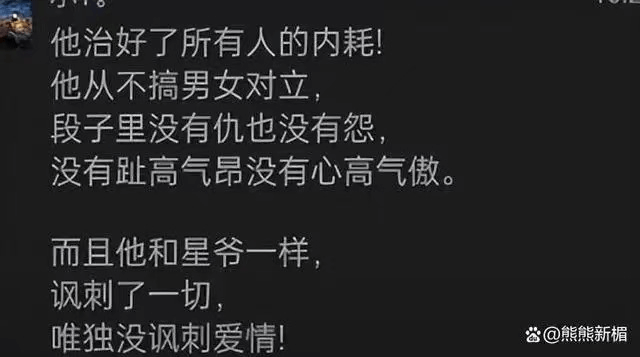 他治好了所有人的内耗!
他从不搞男女对立，
段子里没有仇也没有怨，
没有趾高气昂没有心高气傲。
而且他和星爷一样，
讽刺了一切，
唯独没讽刺爱情!
@熊熊新楣